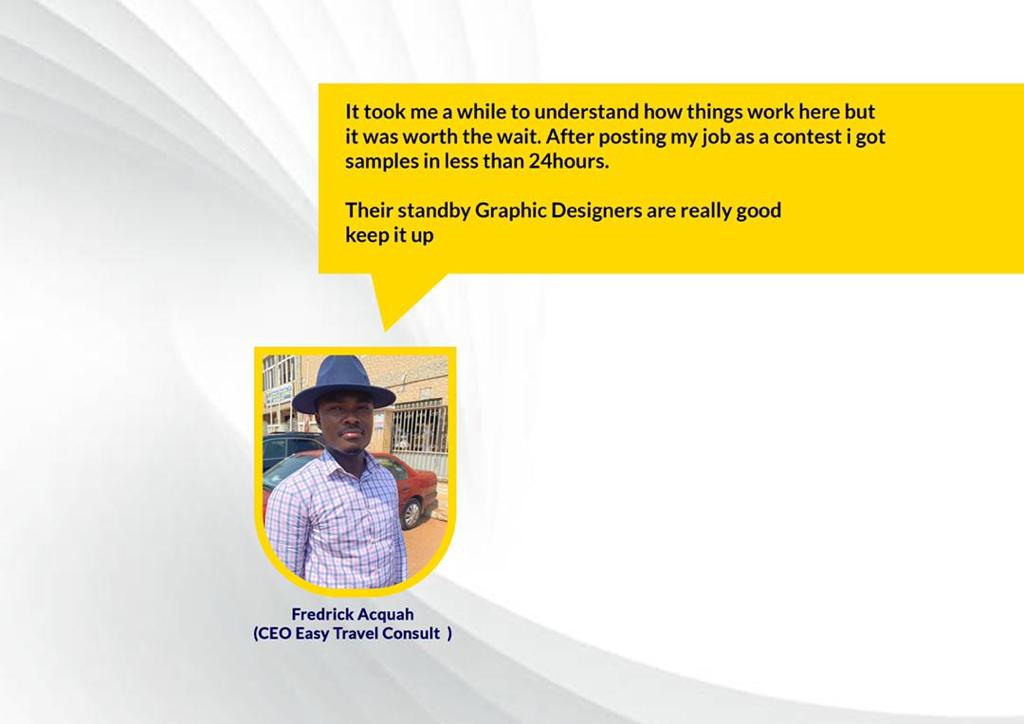 It took me a while to understand how things work here but
it was worth the wait. After posting my job as a contest i got
samples in less than 24hours.
Their standby Graphic Designers are really good
keep it up
Fredrick Acquah
(CEO Easy Travel Consult  )